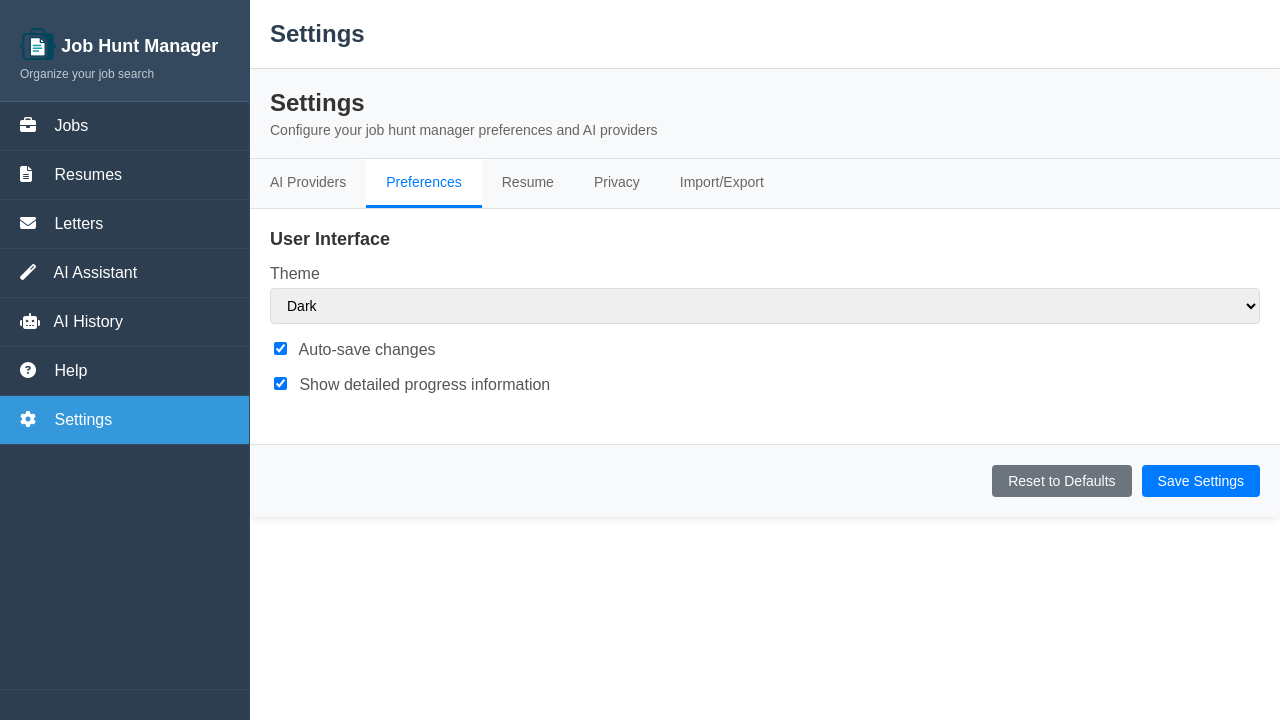 Job Hunt Manager
Organize your job search
Jobs
Resumes
Letters
AI Assistant
AI History
Help
Settings
Settings
Settings
Configure your job hunt manager preferences and AI providers
AI Providers Preferences Resume Privacy Import/Export
User Interface
Theme
Dark
Auto-save changes
Show detailed progress information
Reset to Defaults Save Settings